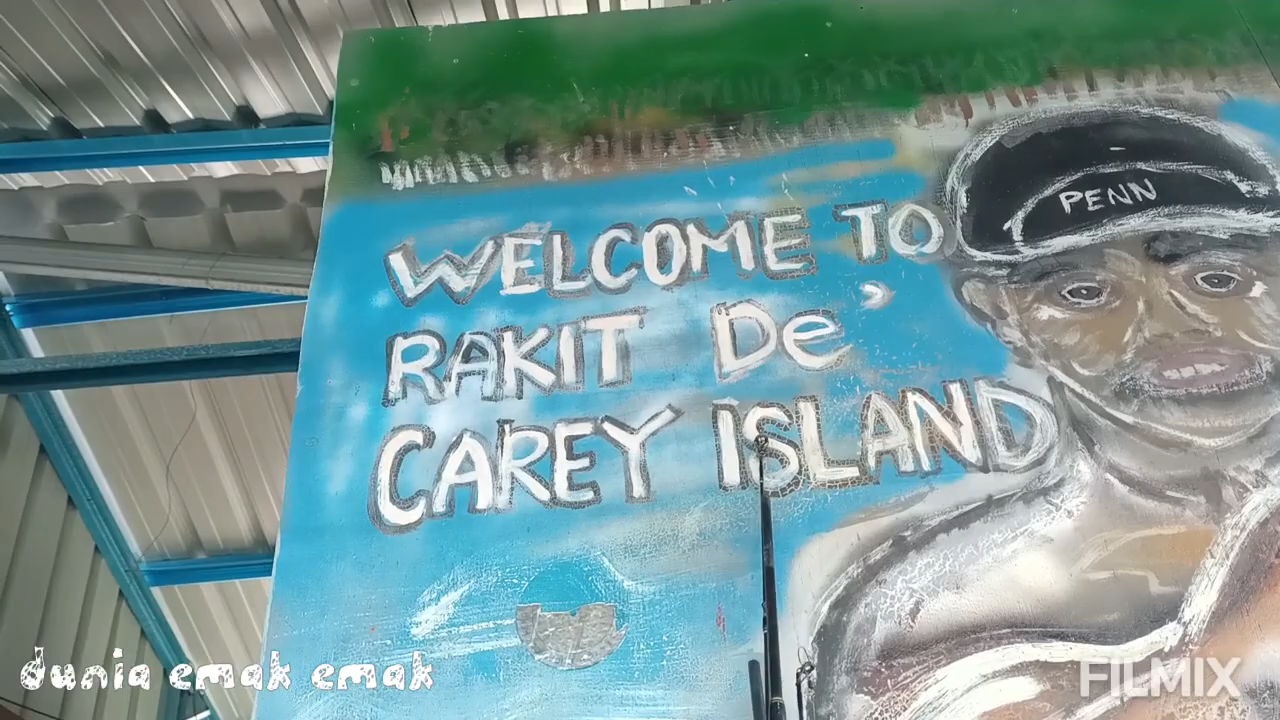 PENN
WELCOME TO
RAKIT De'
CAREY ISLAND
dunia emak emak
FILMIX